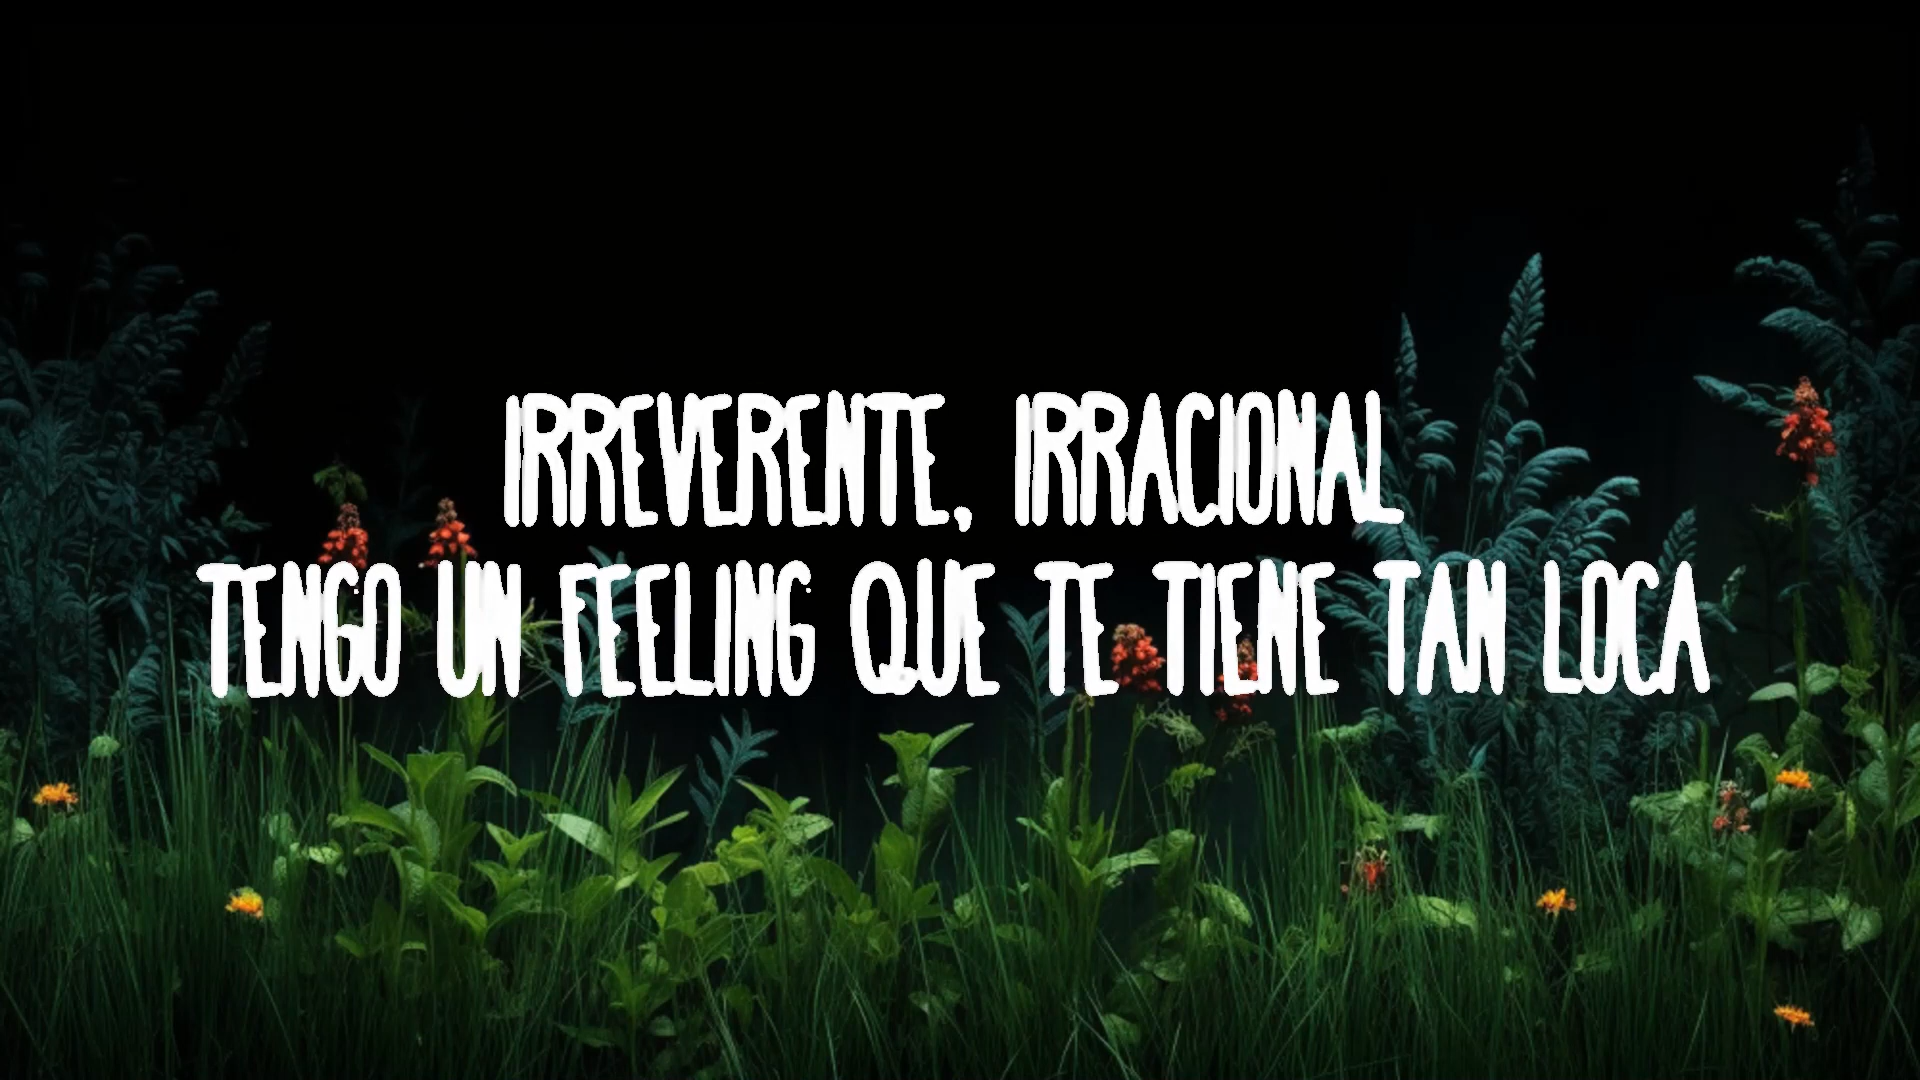 IRREVERENTE, IRRACIONAL
TENGO UN FEELING QUE TE TIENE TAN LOCA